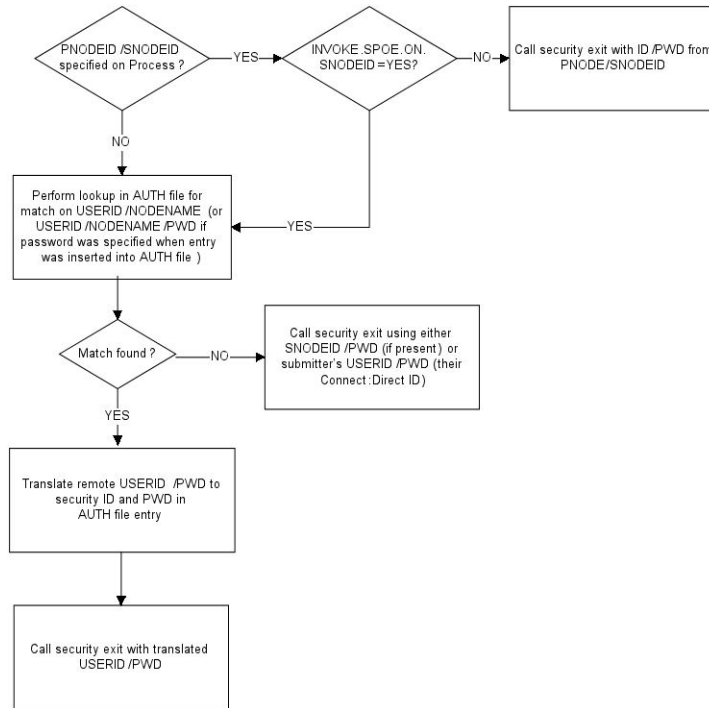 PNODEID /SNODEID
specified on Process ?
YES
INVOKE.SPOE.ON.
SNODEID =YES?
NO
Call security exit with ID /PWD from
PNODE/SNODEID
NO
Perform lookup in AUTH file for
match on USERID /NODENAME (or
USERID /NODENAME /PWD if
password was specified when entry
was inserted into AUTH file )
YES
Match found ?
NO
Call security exit using either
SNODEID /PWD (if present) or
submitter's USERID /PWD (their
Connect :Direct ID )
YES
Translate remote USERID /PWD to
security ID and PWD in
AUTH file entry
Call security exit with translated
USERID /PWD